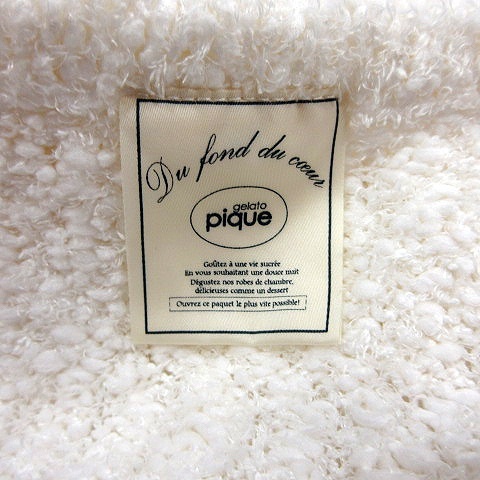 Du fond du cœur
gelato
pique
Goûtez à une vie sucrée
En vous souhaitant une douce nuit
Dégustez nos robes de chambre,
délicieuses comme un dessert
Ouvrez ce paquet le plus vite possible!